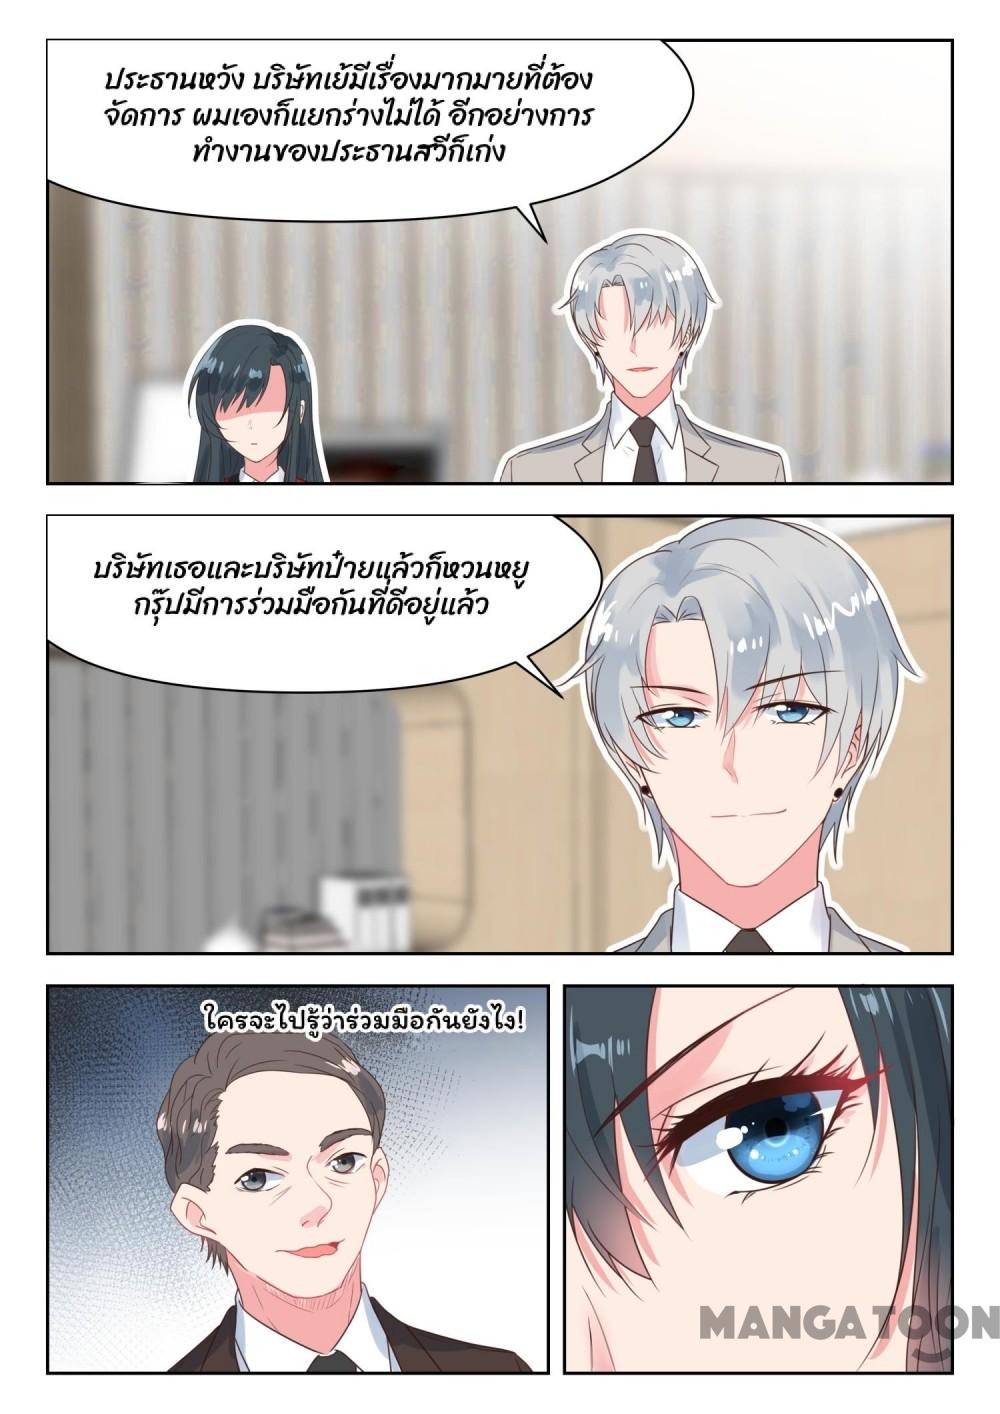 ประธานหวัง บริษัทเย้มีเรื่องมากมายที่ต้อง
จัดการ ผมเองก็แยกร่างไม่ได้ อีกอย่างการ
ทำงานของประธานสวีก็เก่ง
บริษัทเธอและบริษัทป๋ายแล้วก็หวนหยู
กรุ๊ปมีการร่วมมือกันที่ดีอยู่แล้ว
ใครจะไปรู้ว่าร่วมมือกันยังไง!
MANGATOON